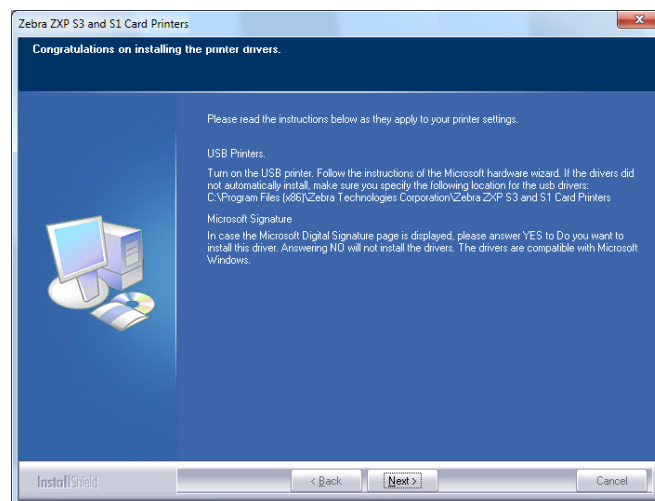 Zebra ZXP S3 and S1 Card Printers
Congratulations on installing the printer drivers.
Please read the instructions below as they apply to your printer settings.
USB Printers.
Turn on the USB printer. Follow the instructions of the Microsoft hardware wizard. If the drivers did
not automatically install, make sure you specify the following location for the usb drivers:
C:\Program Files (x86)\Zebra Technologies Corporation\Zebra ZXP S3 and S1 Card Printers
Microsoft Signature
In case the Microsoft Digital Signature page is displayed, please answer YES to Do you want to
install this driver. Answering NO will not install the drivers. The drivers are compatible with Microsoft
Windows.
InstallShield
< Back
Next >
Cancel